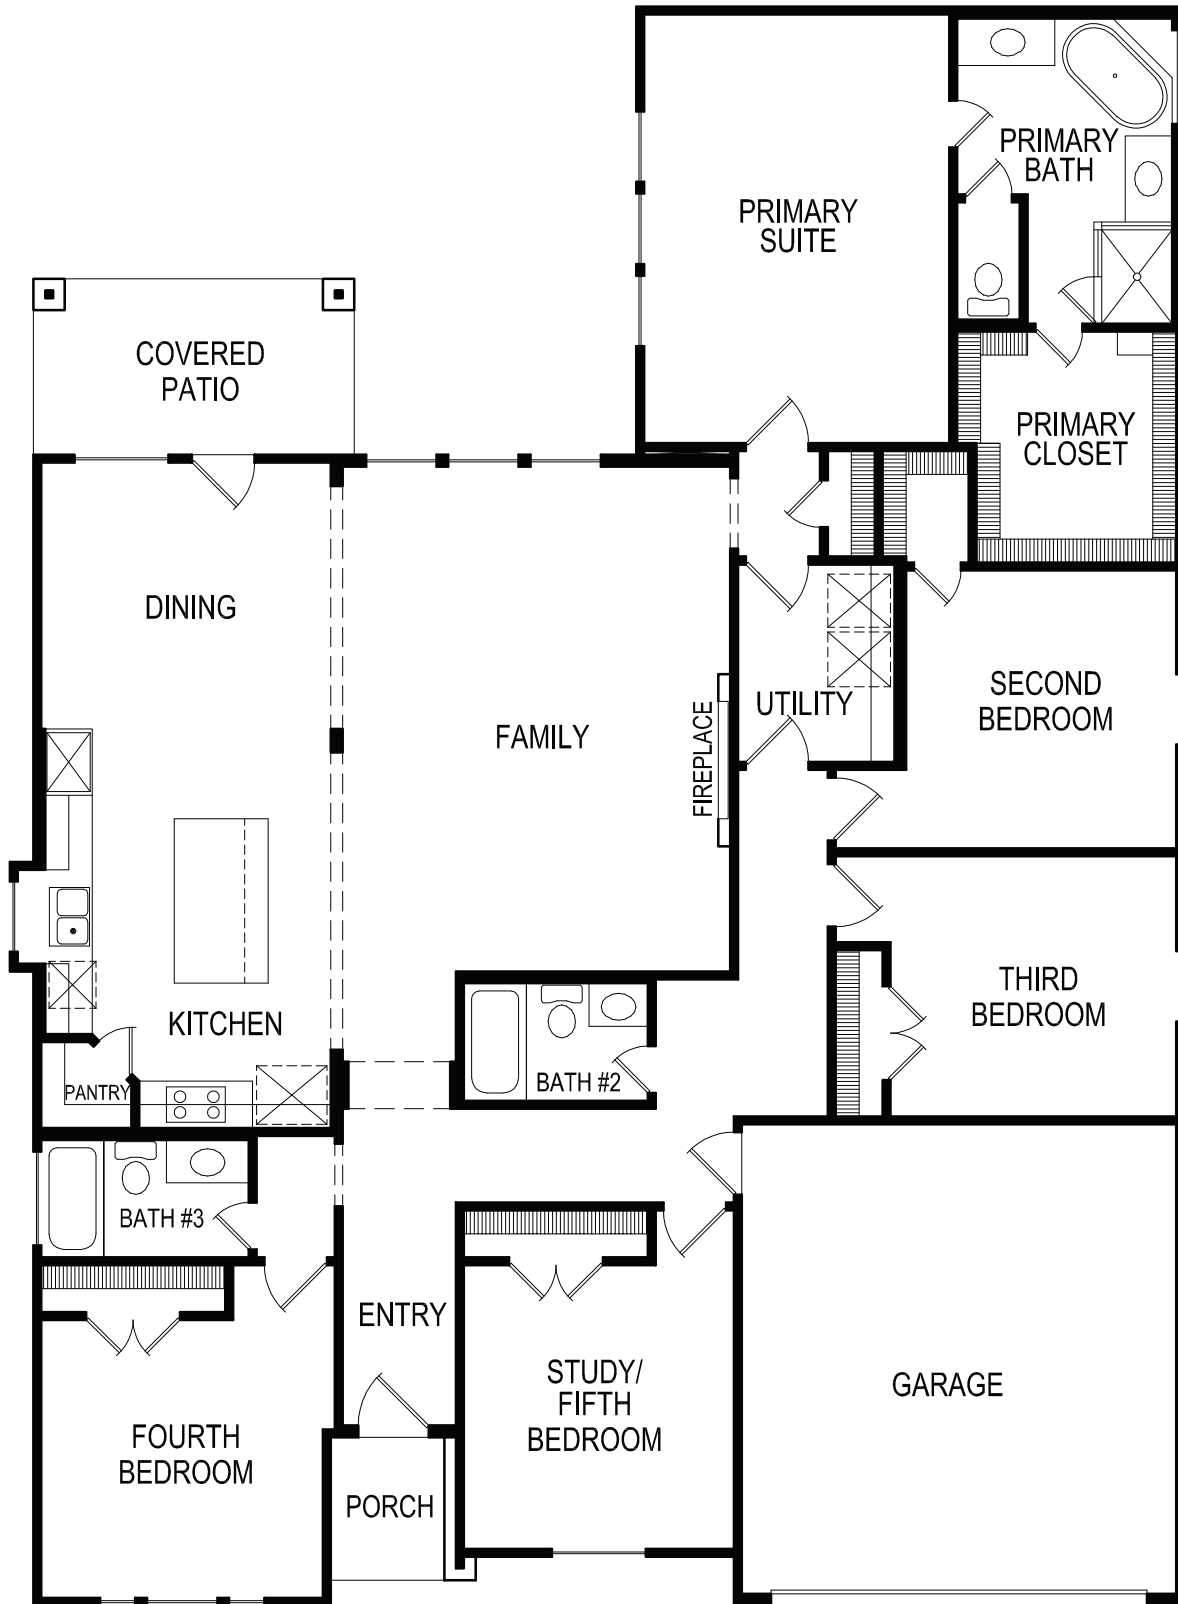 PRIMARY
BATH
PRIMARY
SUITE
COVERED
PATIO
PRIMARY
CLOSET
DINING
SECOND
BEDROOM
UTILITY
FAMILY
FIREPLACE
THIRD
BEDROOM
KITCHEN
BATH #2
PANTRY
BATH #3
ENTRY
STUDY/
FIFTH
BEDROOM
GARAGE
FOURTH
BEDROOM
PORCH